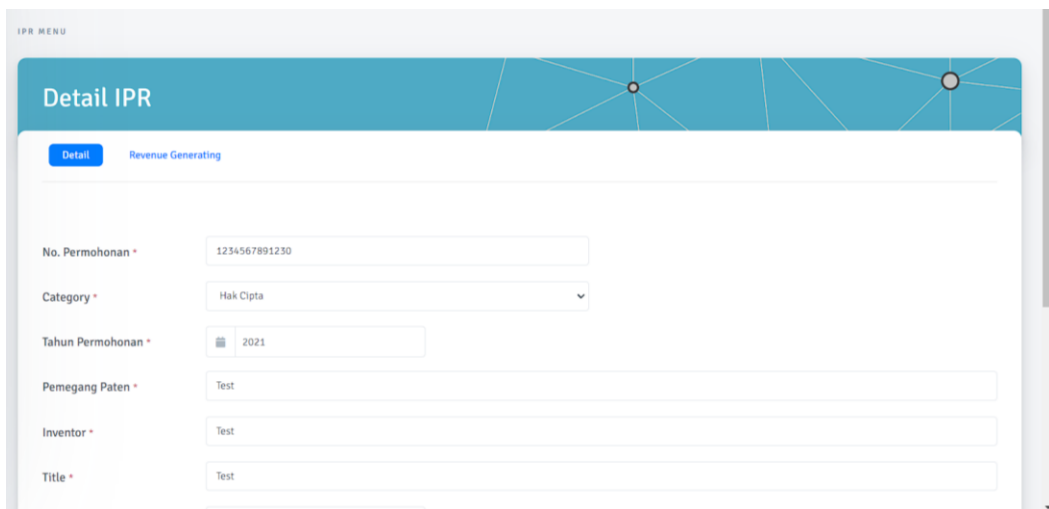 IPR MENU
Detail IPR
Detail Revenue Generating
No. Permohonan * 1234567891230
Category * Hak Cipta
Tahun Permohonan * 2021
Pemegang Paten * Test
Inventor * Test
Title * Test